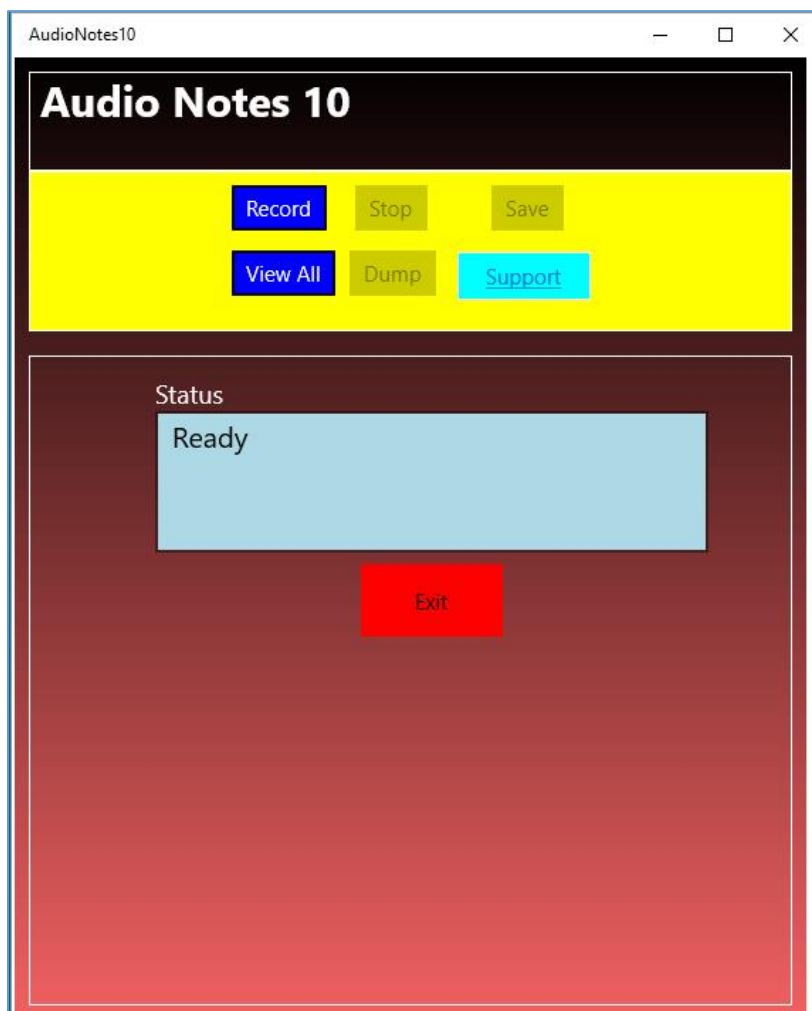 AudioNotes10
Audio Notes 10
Record Stop Save
View All Dump Support
Status
Ready
Exit